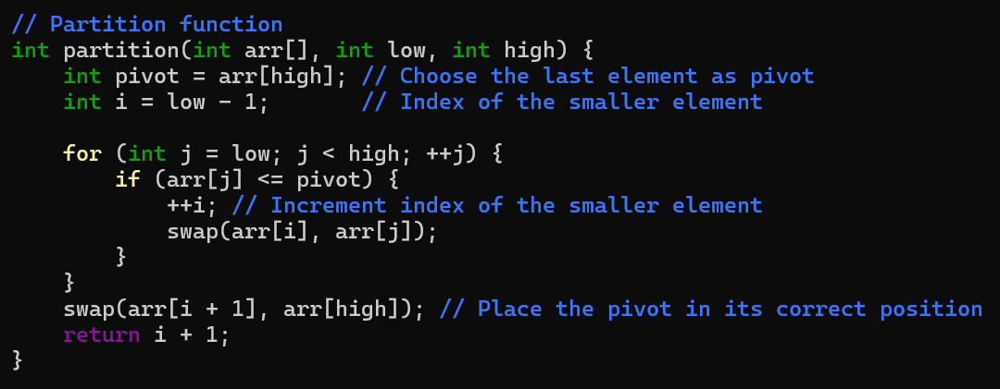 // Partition function
int partition(int arr[], int low, int high) {
    int pivot = arr[high]; // Choose the last element as pivot
    int i = low - 1;       // Index of the smaller element

    for (int j = low; j < high; ++j) {
        if (arr[j] <= pivot) {
            ++i; // Increment index of the smaller element
            swap(arr[i], arr[j]);
        }
    }
    swap(arr[i + 1], arr[high]); // Place the pivot in its correct position
    return i + 1;
}